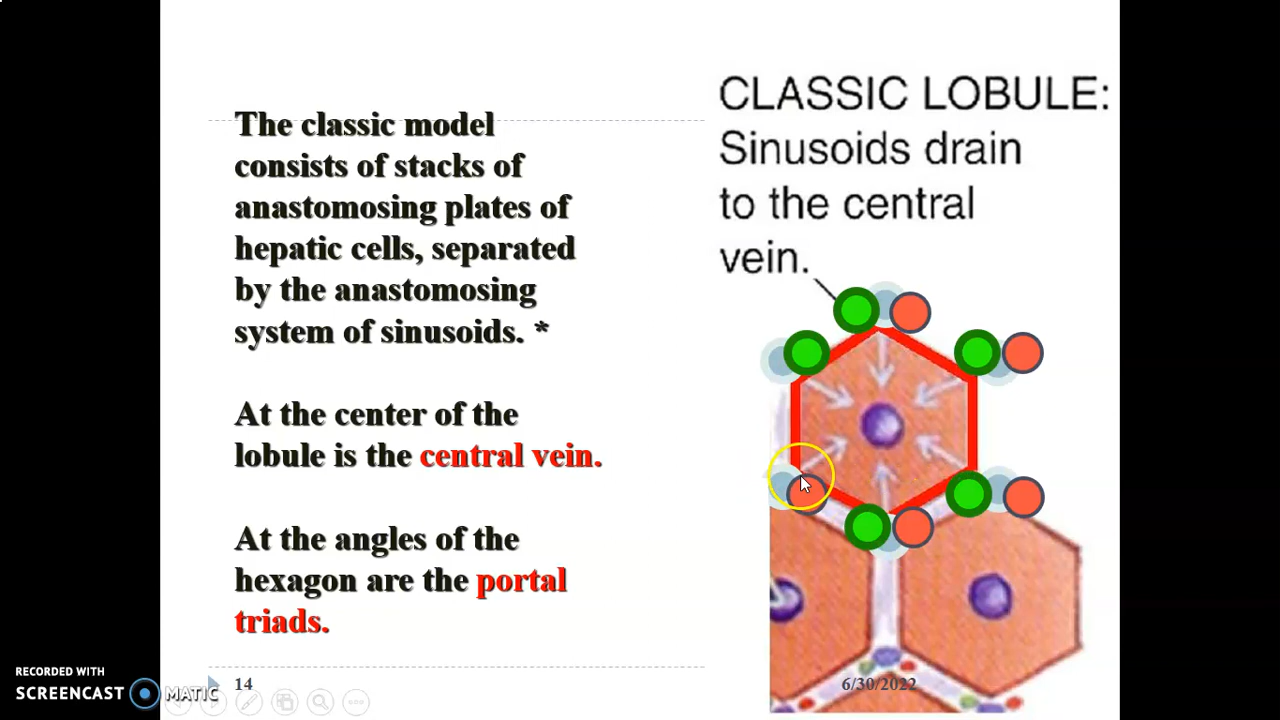 The classic model
consists of stacks of
anastomosing plates of
hepatic cells, separated
by the anastomosing
system of sinusoids. *
At the center of the
lobule is the central vein.
At the angles of the
hexagon are the portal
triads.
CLASSIC LOBULE:
Sinusoids drain
to the central
vein.
14
6/30/2022
RECORDED WITH
SCREENCAST MATIC